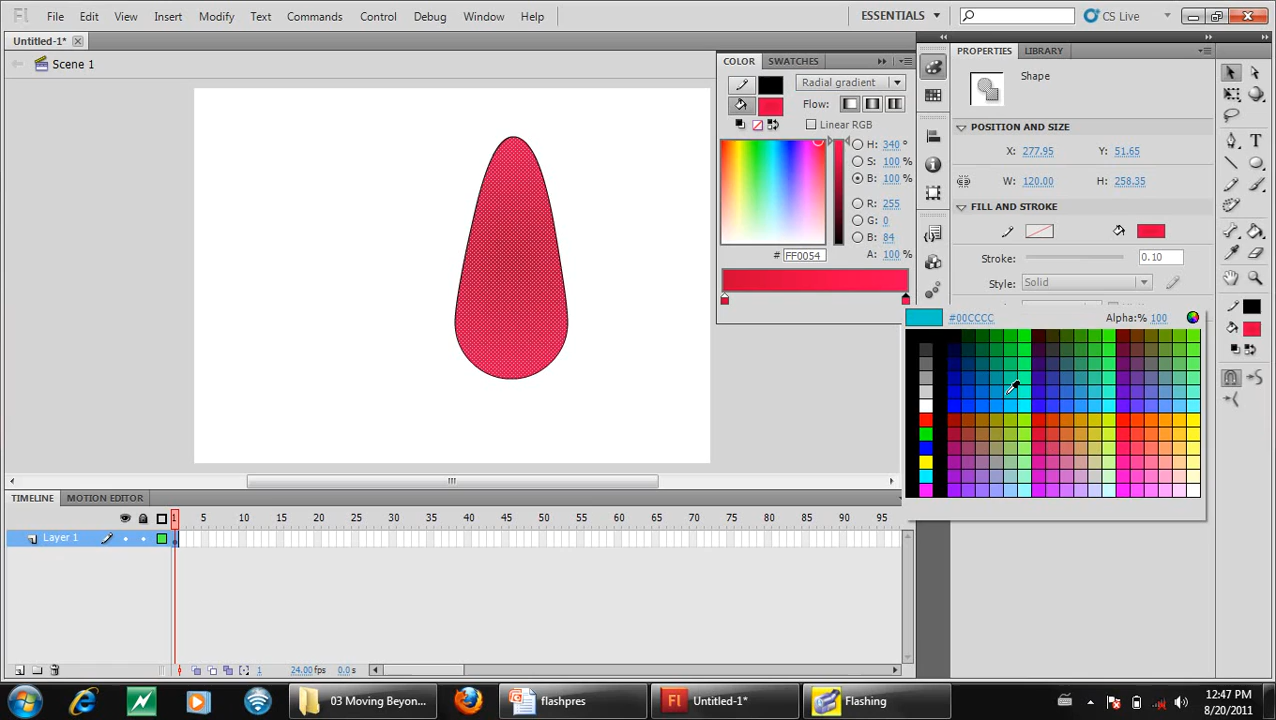 Fl File Edit View Insert Modify Text Commands Control Debug Window Help ESSENTIALS CS Live
Untitled-1*
Scene 1
COLOR SWATCHES
Radial gradient
Flow:
Linear RGB
H: 340 °
S: 100 %
B: 100 %
R: 255
G: 0
B: 84
# FF0054 A: 100 %
PROPERTIES LIBRARY
Shape
POSITION AND SIZE
X: 277.95 Y: 51.65
W: 120.00 H: 258.35
FILL AND STROKE
Stroke: 0.10
Style: Solid
#00CCCC Alpha:% 100
TIMELINE MOTION EDITOR
1 5 10 15 20 25 30 35 40 45 50 55 60 65 70 75 80 85 90 95
Layer 1
1 24.00 fps 0.0 s
03 Moving Beyon... flashpres Fl Untitled-1* Flashing
12:47 PM
8/20/2011